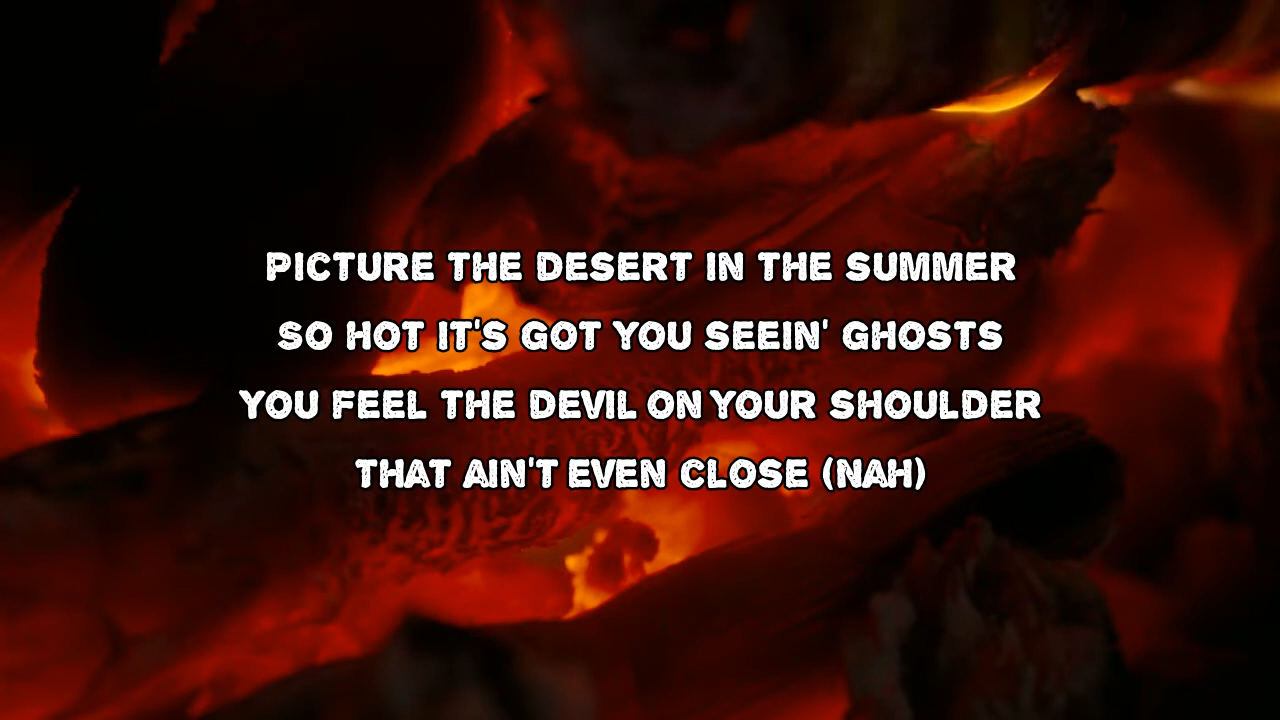 PICTURE THE DESERT IN THE SUMMER
SO HOT IT'S GOT YOU SEEIN' GHOSTS
YOU FEEL THE DEVIL ON YOUR SHOULDER
THAT AIN'T EVEN CLOSE (NAH)